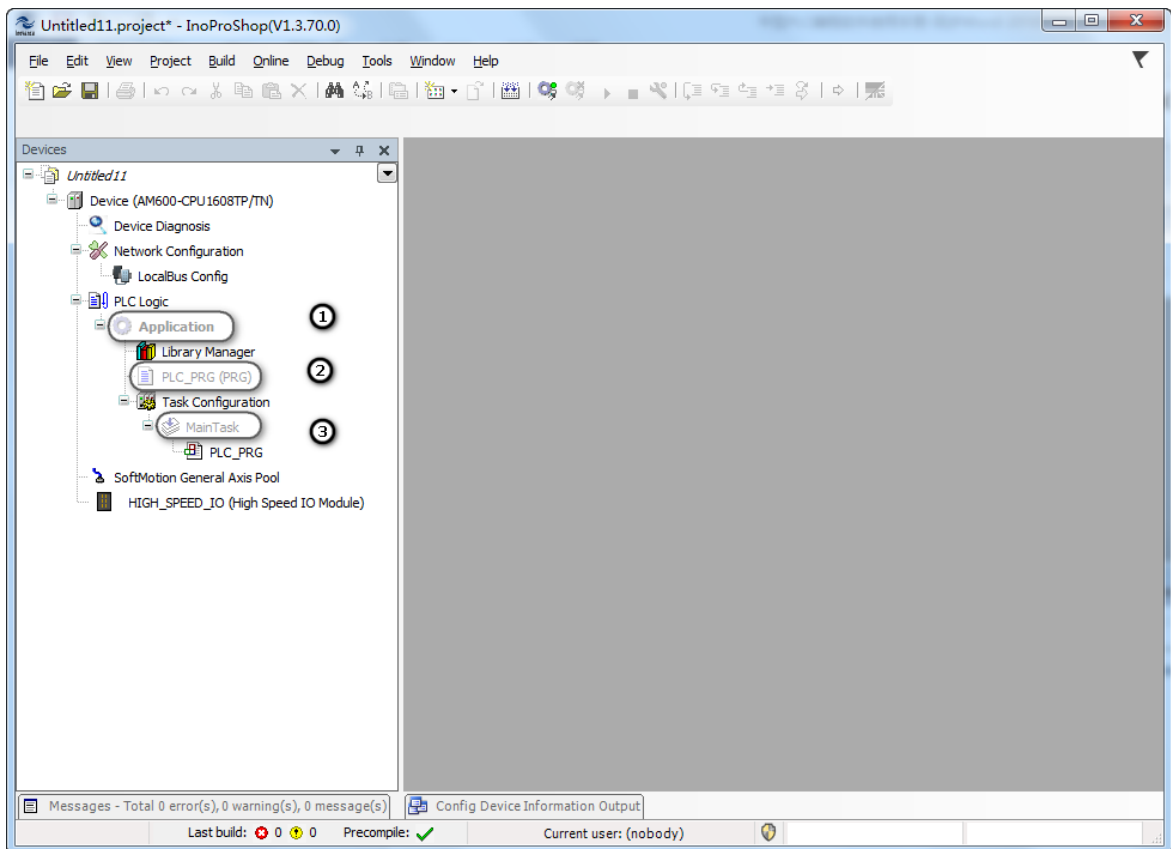 Untitled11.project* - InoProShop(V1.3.70.0)
File Edit View Project Build Online Debug Tools Window Help
Devices
Untitled11
Device (AM600-CPU1608TP/TN)
Device Diagnosis
Network Configuration
LocalBus Config
PLC Logic
Application 1
Library Manager
PLC_PRG (PRG) 2
Task Configuration
MainTask 3
PLC_PRG
SoftMotion General Axis Pool
HIGH_SPEED_IO (High Speed IO Module)
Messages - Total 0 error(s), 0 warning(s), 0 message(s) Config Device Information Output
Last build: 0 0 Precompile: Current user: (nobody)